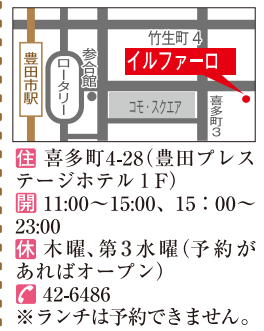 竹生町4
イルファーロ
豊田市駅
ロータリー
参合館
コモ・スクエア
喜多町3
住 喜多町4-28(豊田プレス
テージホテル1F)
開 11:00〜15:00、15：00〜
23:00
休 木曜、第3水曜(予約が
あればオープン)
42-6486
※ランチは予約できません。